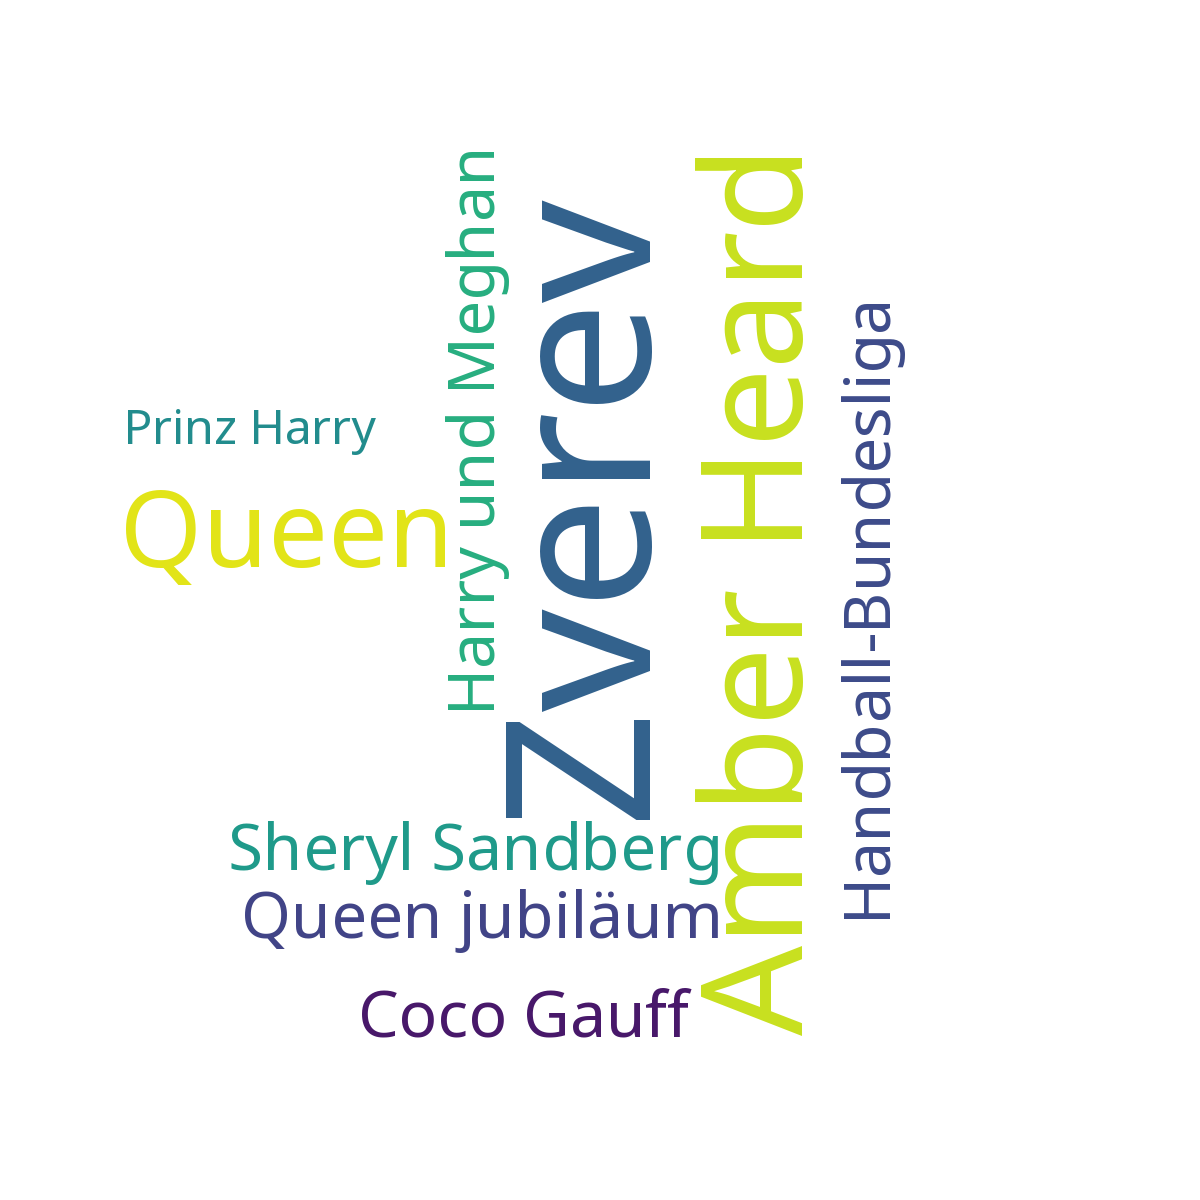 Harry und Meghan
Zverev
Amber Heard
Handball-Bundesliga
Prinz Harry
Queen
Sheryl Sandberg
Queen jubiläum
Coco Gauff